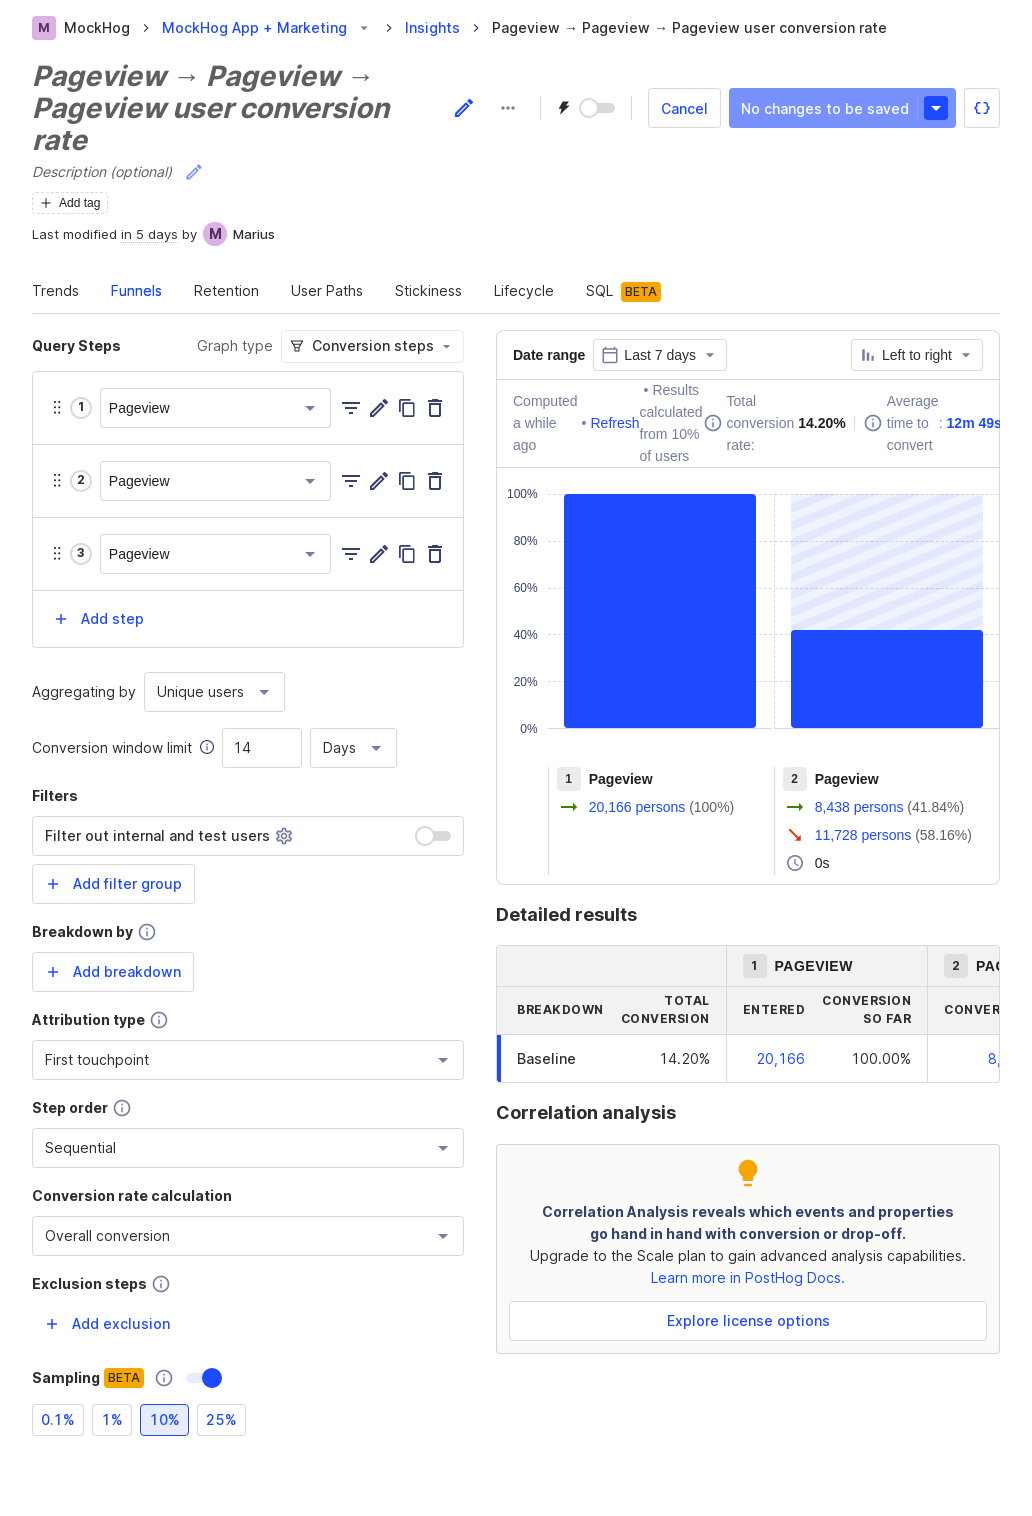 M MockHog > MockHog App + Marketing > Insights > Pageview → Pageview → Pageview user conversion rate
Pageview → Pageview →
Pageview user conversion
rate
Cancel
No changes to be saved
Description (optional)
Add tag
Last modified in 5 days by M Marius
Trends Funnels Retention User Paths Stickiness Lifecycle SQL BETA
Query Steps
Graph type Conversion steps
1 Pageview
2 Pageview
3 Pageview
Add step
Aggregating by Unique users
Conversion window limit 14 Days
Filters
Filter out internal and test users
Add filter group
Breakdown by
Add breakdown
Attribution type
First touchpoint
Step order
Sequential
Conversion rate calculation
Overall conversion
Exclusion steps
Add exclusion
Sampling BETA
0.1% 1% 10% 25%
Date range Last 7 days Left to right
Computed
a while
ago
• Refresh
• Results
calculated
from 10%
of users
Total
conversion
rate:
14.20%
Average
time to
convert
: 12m 49s
100%
80%
60%
40%
20%
0%
1 Pageview
20,166 persons (100%)
2 Pageview
8,438 persons (41.84%)
11,728 persons (58.16%)
0s
Detailed results
1 PAGEVIEW 2
BREAKDOWN
TOTAL
CONVERSION
ENTERED
CONVERSION
SO FAR
Baseline 14.20% 20,166 100.00%
Correlation analysis
Correlation Analysis reveals which events and properties
go hand in hand with conversion or drop-off.
Upgrade to the Scale plan to gain advanced analysis capabilities.
Learn more in PostHog Docs.
Explore license options